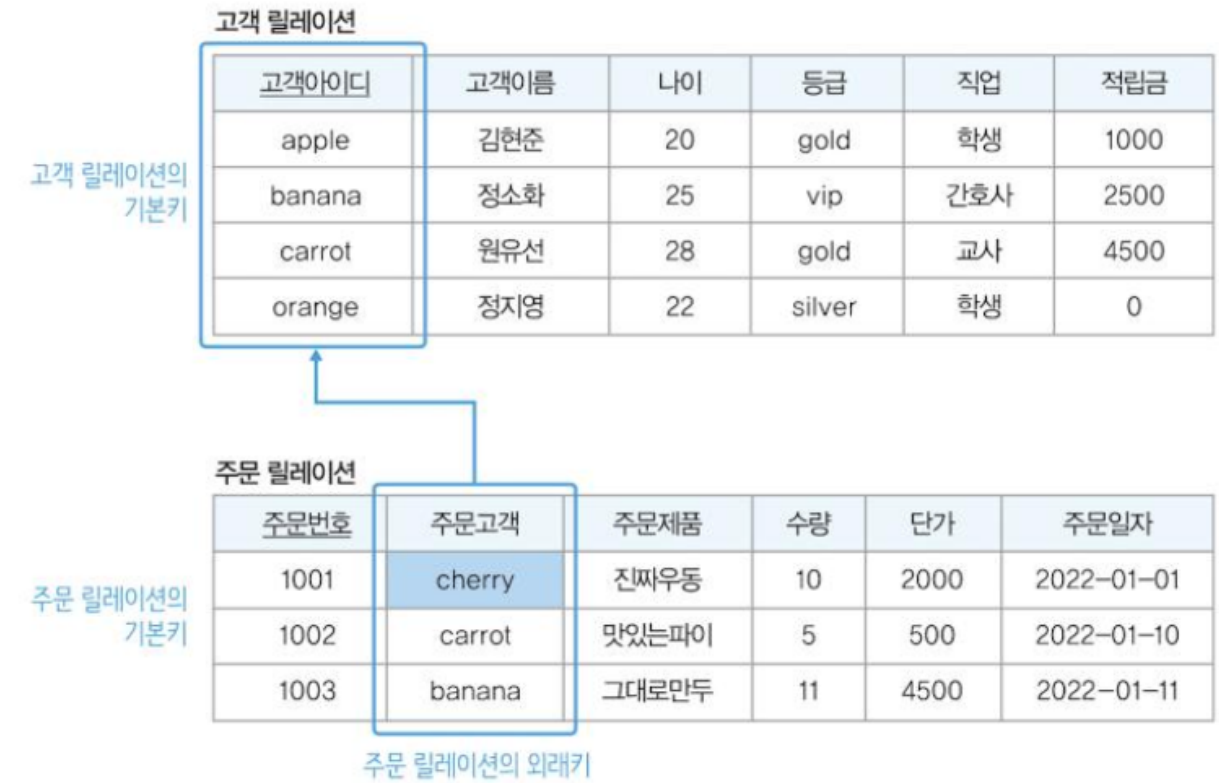 고객 릴레이션
고객아이디 고객이름 나이 등급 직업 적립금
apple 김현준 20 gold 학생 1000
고객 릴레이션의
기본키
banana 정소화 25 vip 간호사 2500
carrot 원유선 28 gold 교사 4500
orange 정지영 22 silver 학생 0
주문 릴레이션
주문번호 주문고객 주문제품 수량 단가 주문일자
1001 cherry 진짜우동 10 2000 2022-01-01
주문 릴레이션의
기본키
1002 carrot 맛있는파이 5 500 2022-01-10
1003 banana 그대로만두 11 4500 2022-01-11
주문 릴레이션의 외래키